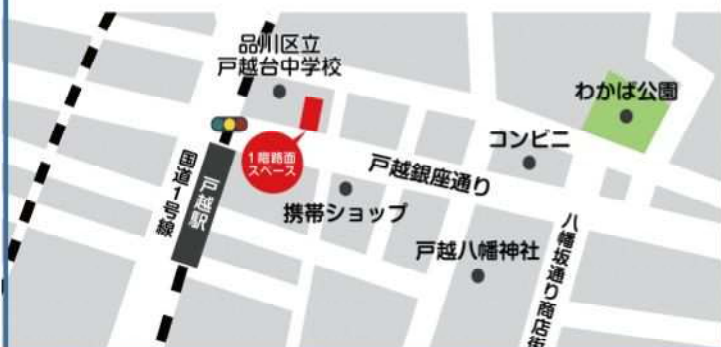 品川区立
戸越台中学校
わかば公園
コンビニ
1階路面
スペース
戸越銀座通り
国道1号線
戸越駅
携帯ショップ
戸越八幡神社
八幡坂通り商店街